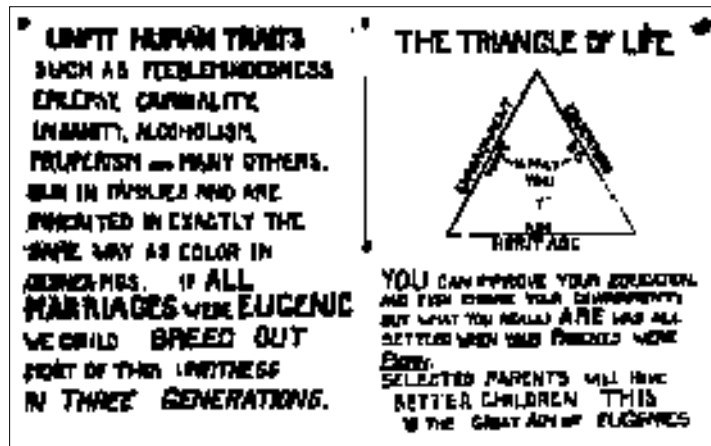 UNFIT HUMAN TRAITS
SUCH AS FEEBLEMINDEDNESS
EPILEPSY, CRIMINALITY,
INSANITY, ALCOHOLISM,
PAUPERISM AND MANY OTHERS,
RUN IN FAMILIES AND ARE
INHERITED IN EXACTLY THE
SAME WAY AS COLOR IN
GUINEA-PIGS. IF ALL
MARRIAGES WERE EUGENIC
WE COULD BREED OUT
MOST OF THIS UNFITNESS
IN THREE GENERATIONS.
THE TRIANGLE OF LIFE
ENVIRONMENT
EDUCATION
WHAT
YOU
HERITAGE
YOU CAN IMPROVE YOUR EDUCATION,
AND EVEN CHANGE YOUR ENVIRONMENT;
BUT WHAT YOU REALLY ARE WAS ALL
SETTLED WHEN YOUR PARENTS WERE
BORN.
SELECTED PARENTS WILL HAVE
BETTER CHILDREN THIS
IS THE GREAT AIM OF EUGENICS